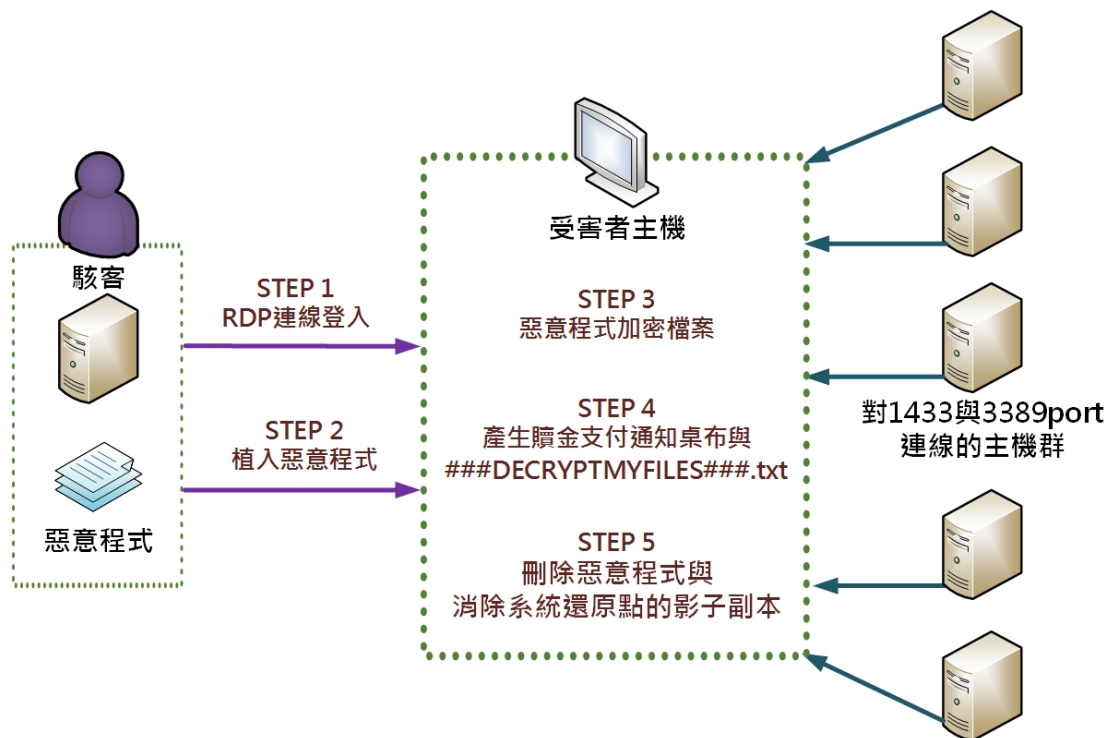 駭客
惡意程式
STEP 1
RDP連線登入
STEP 2
植入惡意程式
受害者主機
STEP 3
惡意程式加密檔案
STEP 4
產生贖金支付通知桌布與
###DECRYPTMYFILES###.txt
STEP 5
刪除惡意程式與
消除系統還原點的影子副本
對1433與3389port
連線的主機群